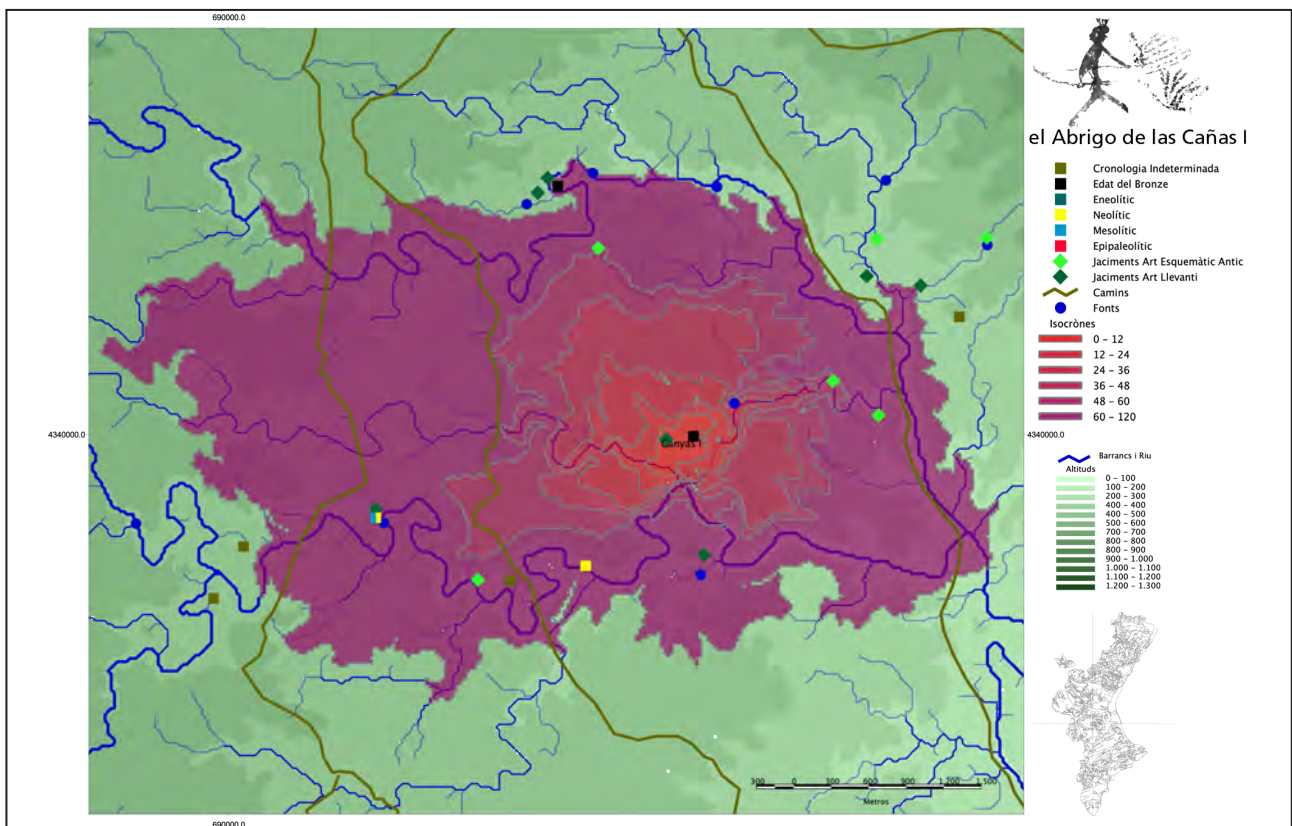 690000.0
el Abrigo de las Cañas I
Cronologia Indeterminada
Edat del Bronze
Eneolític
Neolític
Mesolític
Epipaleolític
Jaciments Art Esquemàtic Antic
Jaciments Art Llevanti
Camins
Fonts
Isocrònes
0 – 12
12 – 24
24 – 36
36 – 48
48 – 60
60 – 120
4340000.0
4340000.0
Canyas I
Barrancs i Riu
Altituds
0 – 100
100 – 200
200 – 300
400 – 400
400 – 500
500 – 600
700 – 700
800 – 800
800 – 900
900 – 1.000
1.000 – 1.100
1.100 – 1.200
1.200 – 1.300
300 0 300 600 900 1.200 1.500
Metros
690000.0